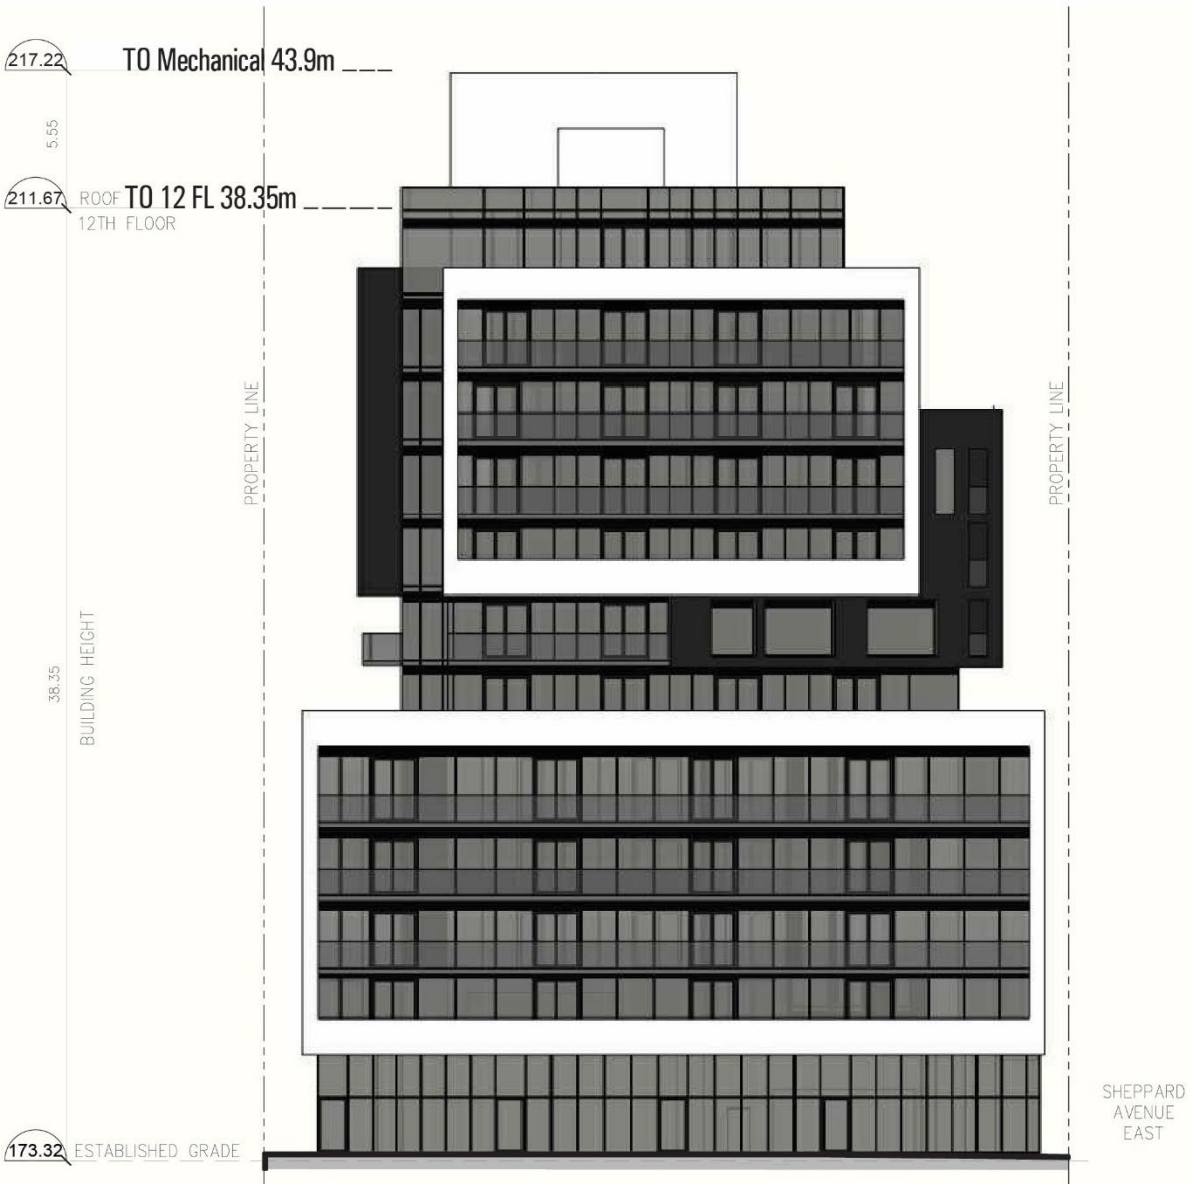 217.22 TO Mechanical 43.9m
5.55
211.67 ROOF TO 12 FL 38.35m
12TH FLOOR
PROPERTY LINE
PROPERTY LINE
BUILDING HEIGHT
38.35
SHEPPARD
AVENUE
EAST
173.32 ESTABLISHED GRADE